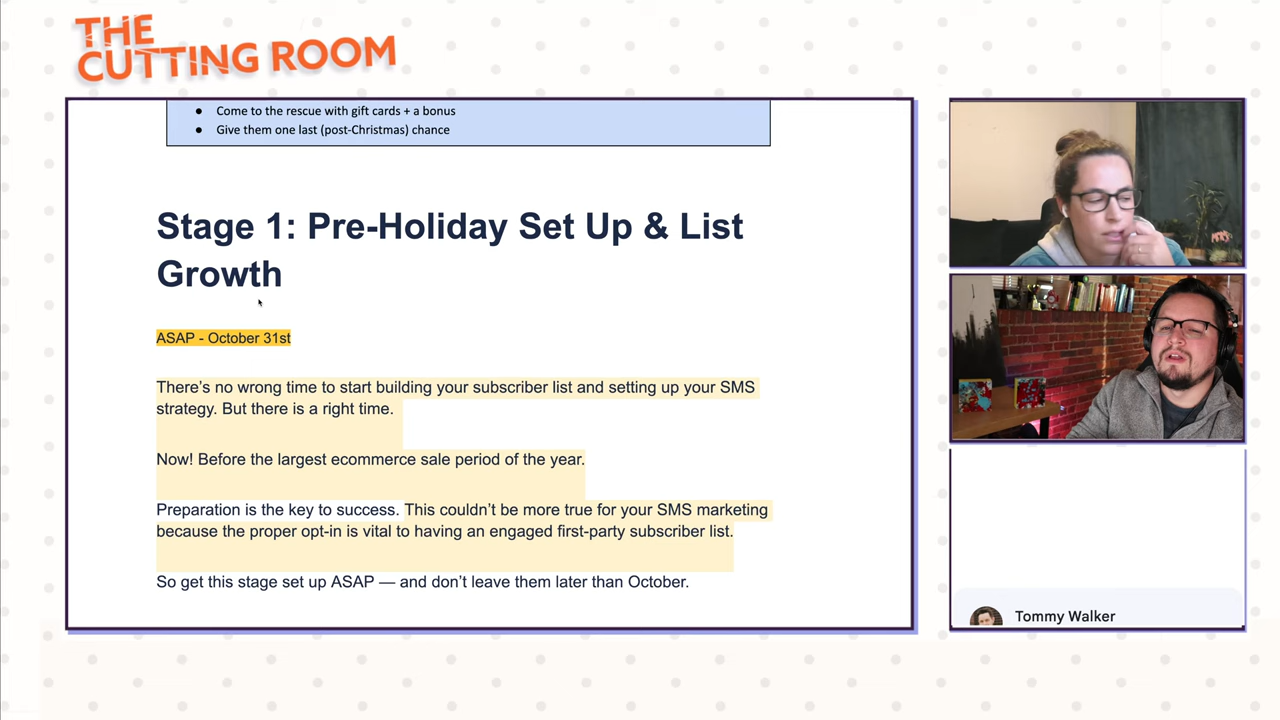 THE
CUTTING ROOM
● Come to the rescue with gift cards + a bonus
● Give them one last (post-Christmas) chance
Stage 1: Pre-Holiday Set Up & List
Growth
ASAP - October 31st
There’s no wrong time to start building your subscriber list and setting up your SMS
strategy. But there is a right time.
Now! Before the largest ecommerce sale period of the year.
Preparation is the key to success. This couldn’t be more true for your SMS marketing
because the proper opt-in is vital to having an engaged first-party subscriber list.
So get this stage set up ASAP — and don’t leave them later than October.
Tommy Walker